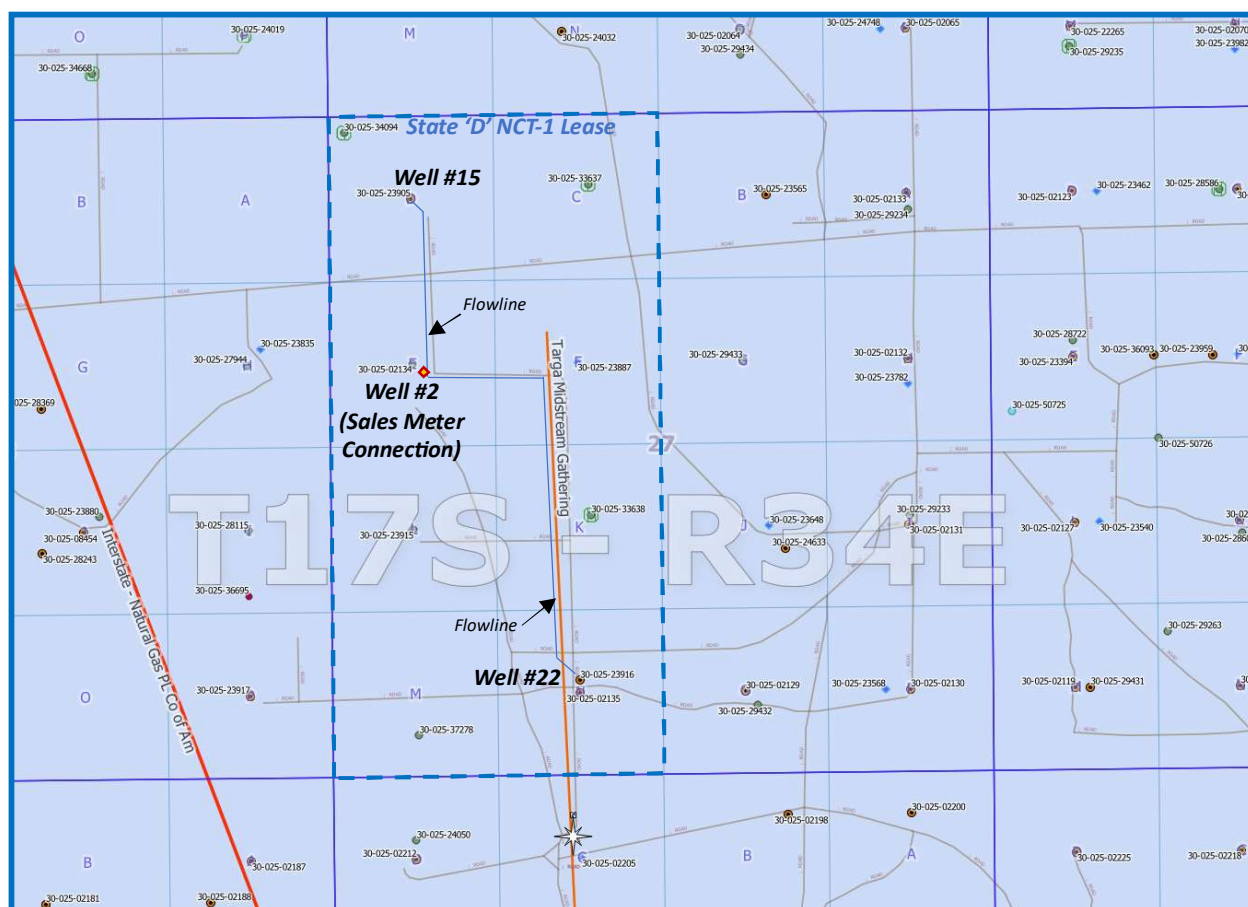 30-025-24019
O
M
N
30-025-24032
30-025-02064
30-025-29434
30-025-24748
30-025-02065
30-025-22265
30-025-29235
30-025-02070
30-025-23982
30-025-34668
ROAD
State ‘D’ NCT-1 Lease
30-025-34094
Well #15
30-025-23905
30-025-33637
B
A
C
B
30-025-23565
30-025-02133
30-025-29234
30-025-02123
30-025-23462
30-025-28586
Flowline
30-025-23835
30-025-27944
G
E
30-025-02134
F
30-025-23887
30-025-29433
30-025-02132
30-025-23782
30-025-28722
30-025-23394
30-025-36093
30-025-23959
Well #2
(Sales Meter
Connection)
Targa Midstream Gathering
30-025-28369
30-025-50725
30-025-50726
27
T17S - R34E
30-025-23880
30-025-08454
30-025-28243
30-025-28115
30-025-23915
30-025-33638
K
J
30-025-23648
30-025-24633
30-025-29233
30-025-02131
30-025-02127
30-025-23540
Interstate - Natural Gas PL Co of Am
30-025-36695
Flowline
30-025-29263
Well #22
30-025-23916
30-025-02135
O
30-025-23917
M
30-025-02129
30-025-29432
30-025-23568
30-025-02130
30-025-02119
30-025-29431
30-025-37278
30-025-02198
30-025-02200
30-025-24050
30-025-02212
30-025-02205
B
30-025-02187
B
A
30-025-02225
30-025-02218
30-025-02181
30-025-02188